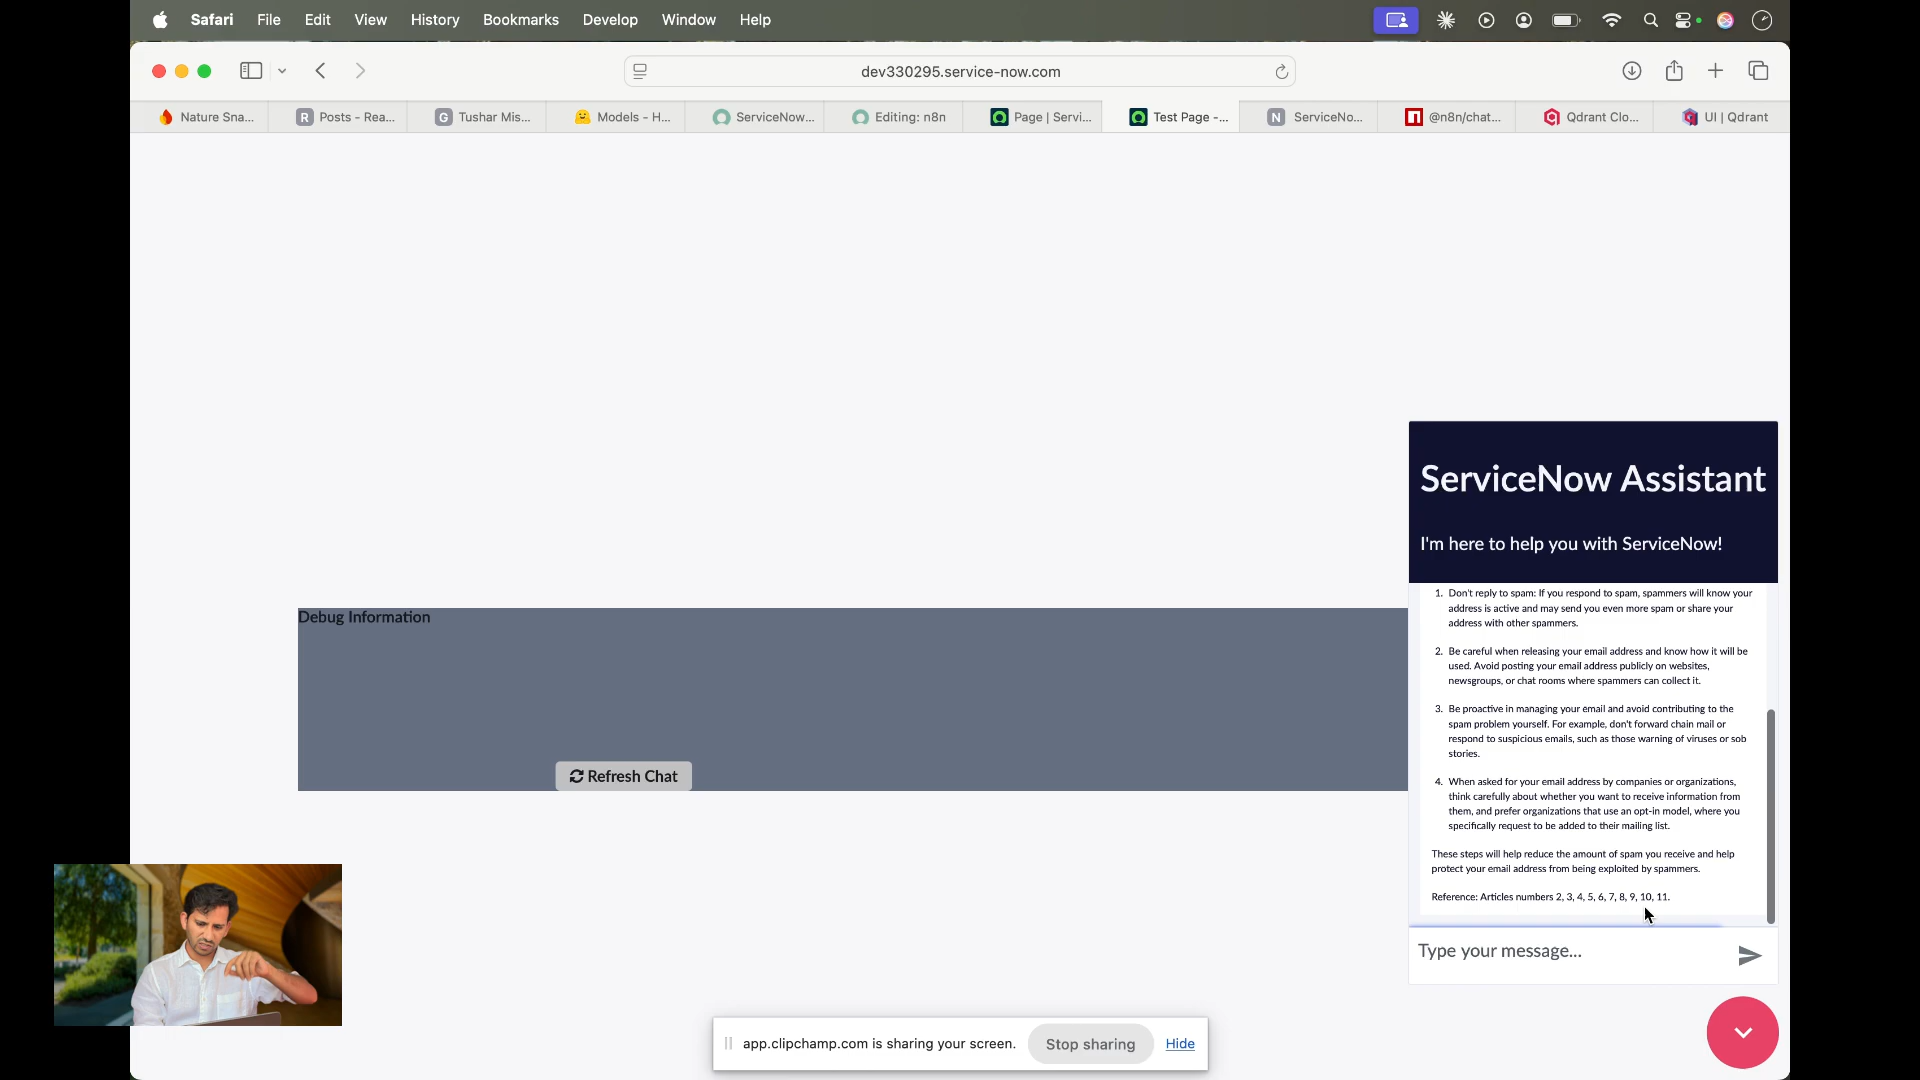 Safari File Edit View History Bookmarks Develop Window Help
dev330295.service-now.com
Nature Sna... Posts - Rea... Tushar Mis... Models - H... ServiceNow... Editing: n8n Page | Servi... Test Page -... ServiceNo... @n8n/chat... Qdrant Clo... UI | Qdrant
ServiceNow Assistant
I'm here to help you with ServiceNow!
1. Don't reply to spam: If you respond to spam, spammers will know your
address is active and may send you even more spam or share your
address with other spammers.
2. Be careful when releasing your email address and know how it will be
used. Avoid posting your email address publicly on websites,
newsgroups, or chat rooms where spammers can collect it.
3. Be proactive in managing your email and avoid contributing to the
spam problem yourself. For example, don't forward chain mail or
respond to suspicious emails, such as those warning of viruses or sob
stories.
4. When asked for your email address by companies or organizations,
think carefully about whether you want to receive information from
them, and prefer organizations that use an opt-in model, where you
specifically request to be added to their mailing list.
These steps will help reduce the amount of spam you receive and help
protect your email address from being exploited by spammers.
Reference: Articles numbers 2, 3, 4, 5, 6, 7, 8, 9, 10, 11.
Type your message...
Debug Information
Refresh Chat
app.clipchamp.com is sharing your screen. Stop sharing Hide